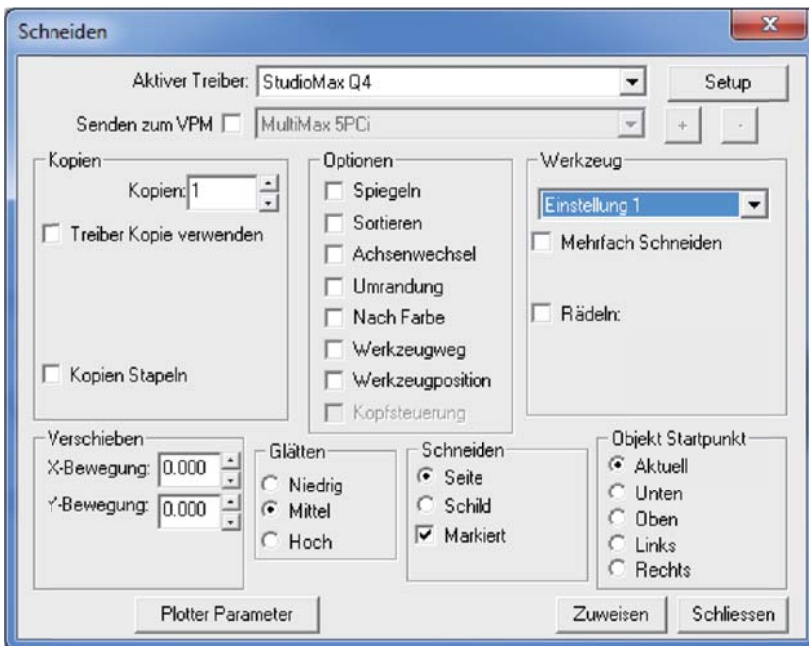 Schneiden
Aktiver Treiber: StudioMax Q4 Setup
Senden zum VPM MultiMax 5PCi + -
Kopien
Kopien: 1
Treiber Kopie verwenden
Kopien Stapeln
Optionen
Spiegeln
Sortieren
Achsenwechsel
Umrandung
Nach Farbe
Werkzeugweg
Werkzeugposition
Kopfsteuerung
Werkzeug
Einstellung 1
Mehrfach Schneiden
Rädeln:
Verschieben
X-Bewegung: 0.000
Y-Bewegung: 0.000
Glätten
Niedrig
Mittel
Hoch
Schneiden
Seite
Schild
Markiert
Objekt Startpunkt
Aktuell
Unten
Oben
Links
Rechts
Plotter Parameter Zuweisen Schliessen